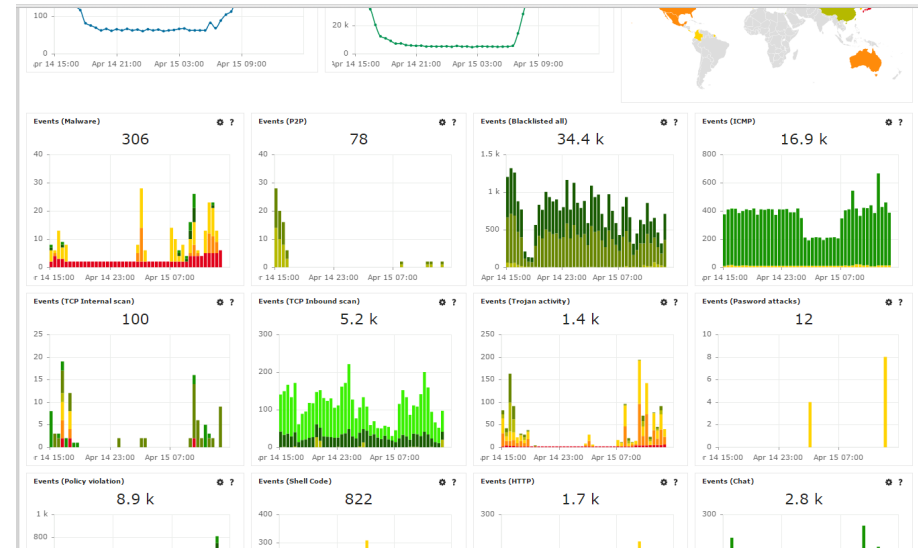 100
0
pr 14 15:00 Apr 14 21:00 Apr 15 03:00 Apr 15 09:00
20 k
0
Apr 14 15:00 Apr 14 21:00 Apr 15 03:00 Apr 15 09:00
Events (Malware) ?
306
40
30
20
10
0
r 14 15:00 Apr 14 23:00 Apr 15 07:00
Events (P2P) ?
78
40
30
20
10
0
r 14 15:00 Apr 14 23:00 Apr 15 07:00
Events (Blacklisted all) ?
34.4 k
1.5 k
1 k
500
0
Apr 14 15:00 Apr 14 23:00 Apr 15 07:00
Events (ICMP) ?
16.9 k
800
600
400
200
0
pr 14 15:00 Apr 14 23:00 Apr 15 07:00
Events (TCP Internal scan) ?
100
25
20
15
10
5
0
r 14 15:00 Apr 14 23:00 Apr 15 07:00
Events (TCP Inbound scan) ?
5.2 k
300
200
100
0
pr 14 15:00 Apr 14 23:00 Apr 15 07:00
Events (Trojan activity) ?
1.4 k
250
200
150
100
50
0
pr 14 15:00 Apr 14 23:00 Apr 15 07:00
Events (Pasword attacks) ?
12
10
8
6
4
2
0
r 14 15:00 Apr 14 23:00 Apr 15 07:00
Events (Policy violation) ?
8.9 k
1 k
800
Events (Shell Code) ?
822
400
300
Events (HTTP) ?
1.7 k
300
Events (Chat) ?
2.8 k
300